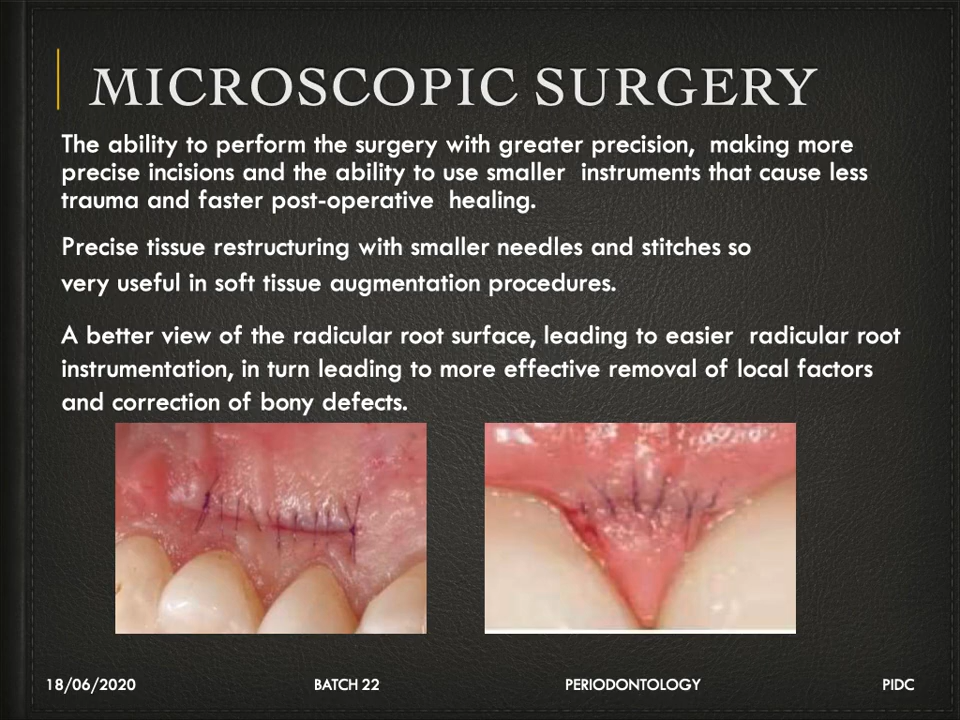 MICROSCOPIC SURGERY
The ability to perform the surgery with greater precision, making more
precise incisions and the ability to use smaller instruments that cause less
trauma and faster post-operative healing.
Precise tissue restructuring with smaller needles and stitches so
very useful in soft tissue augmentation procedures.
A better view of the radicular root surface, leading to easier radicular root
instrumentation, in turn leading to more effective removal of local factors
and correction of bony defects.
18/06/2020 BATCH 22 PERIODONTOLOGY PIDC